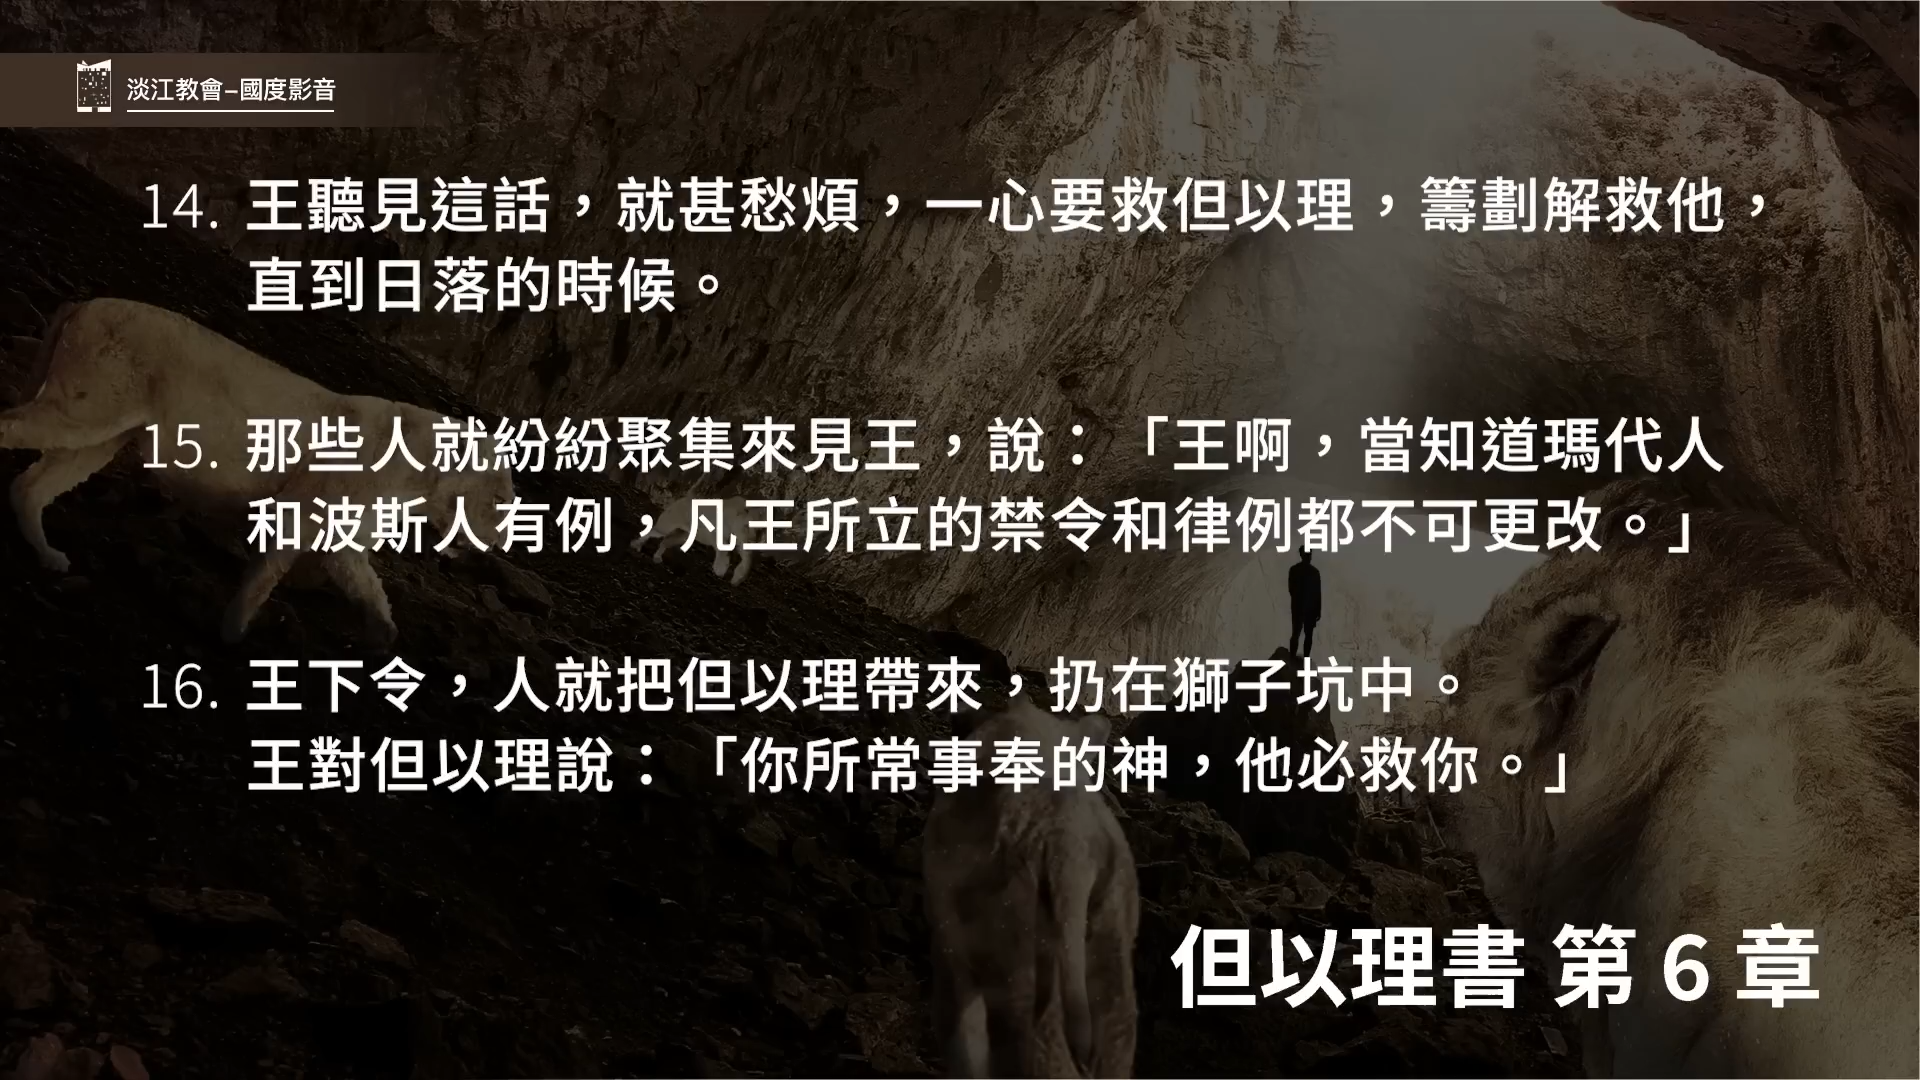 淡江教會–國度影音
14. 王聽見這話，就甚愁煩，一心要救但以理，籌劃解救他，
直到日落的時候。
15. 那些人就紛紛聚集來見王，說：「王啊，當知道瑪代人
和波斯人有例，凡王所立的禁令和律例都不可更改。」
16. 王下令，人就把但以理帶來，扔在獅子坑中。
王對但以理說：「你所常事奉的神，他必救你。」
但以理書 第 6 章